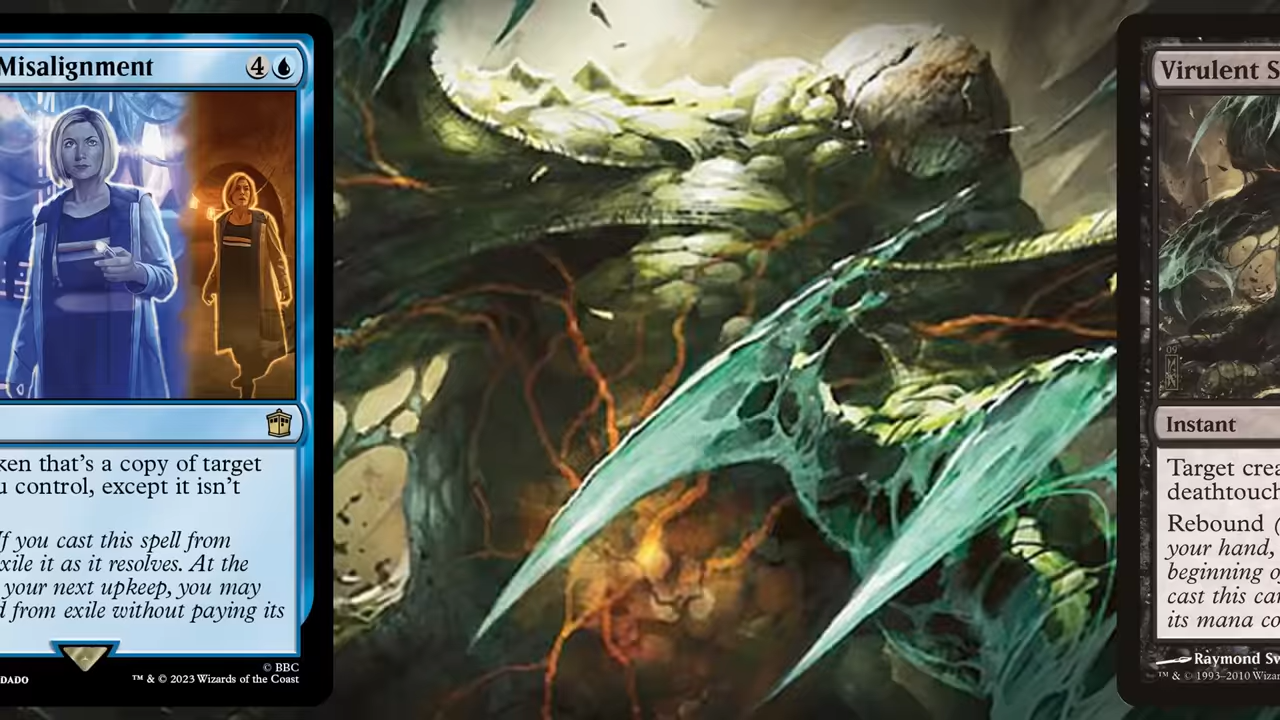 Misalignment
4
ken that's a copy of target
u control, except it isn't
If you cast this spell from
xile it as it resolves. At the
your next upkeep, you may
d from exile without paying its
© BBC
DADO
™ & © 2023 Wizards of the Coast
Virulent S
Instant
Target crea
deathtouch
Rebound (
your hand,
beginning o
cast this car
its mana co
Raymond Sw
™ & © 1993–2010 Wiza